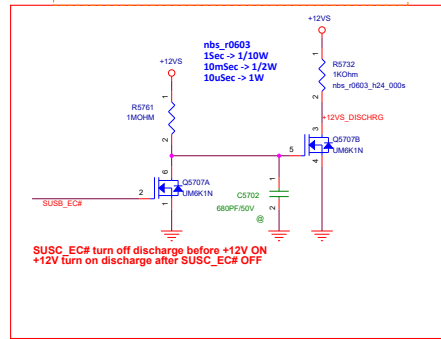 +12VS
nbs_r0603
1Sec -> 1/10W
10mSec -> 1/2W
10uSec -> 1W
+12VS
1
R5761
1MOHM
2
1
R5732
1KOhm
nbs_r0603_h24_000s
2
+12VS_DISCHRG
3
5
Q5707B
UM6K1N
4
6
Q5707A
UM6K1N
2
1
SUSB_EC#
1
C5702
2
680PF/50V
@
SUSC_EC# turn off discharge before +12V ON
+12V turn on discharge after SUSC_EC# OFF